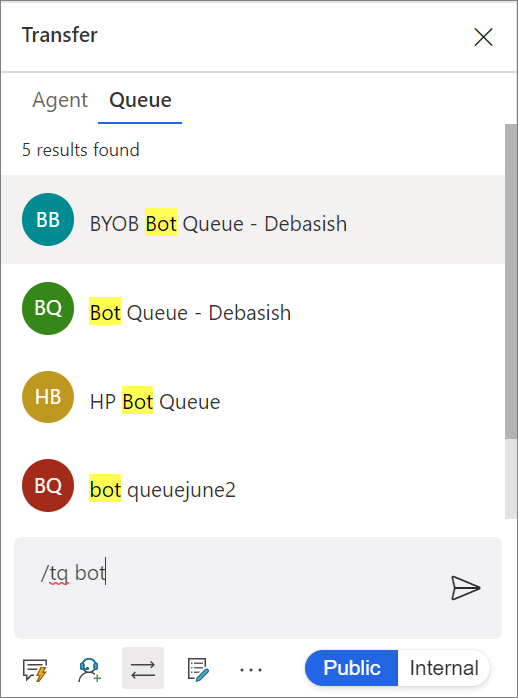 Transfer
Agent Queue
5 results found
BB BYOB Bot Queue - Debasish
BQ Bot Queue - Debasish
HB HP Bot Queue
BQ bot queuejune2
/tq bot
Public Internal